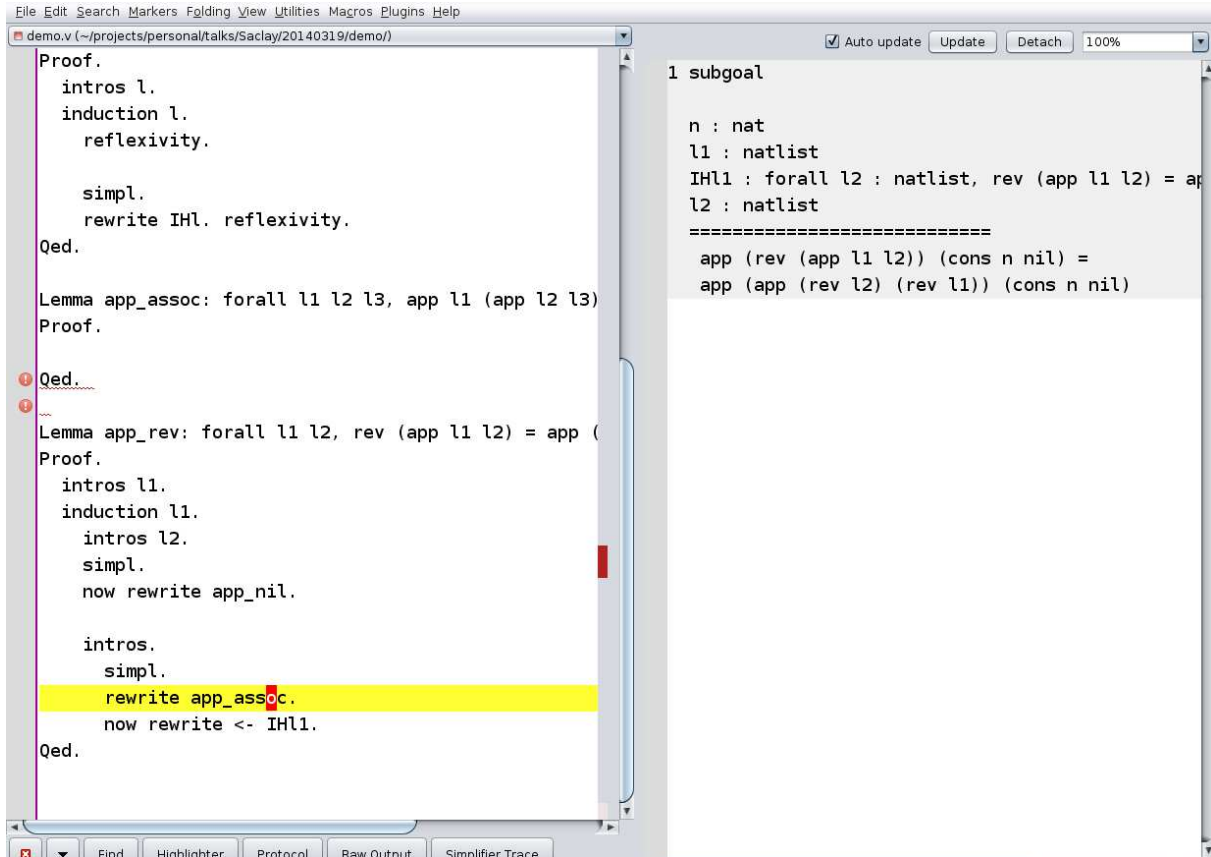 File Edit Search Markers Folding View Utilities Macros Plugins Help
demo.v (~/projects/personal/talks/Saclay/20140319/demo/)
Proof.
intros l.
induction l.
reflexivity.
simpl.
rewrite IHl. reflexivity.
Qed.
Lemma app_assoc: forall l1 l2 l3, app l1 (app l2 l3)
Proof.
Qed.
Lemma app_rev: forall l1 l2, rev (app l1 l2) = app (
Proof.
intros l1.
induction l1.
intros l2.
simpl.
now rewrite app_nil.
intros.
simpl.
rewrite app_assoc.
now rewrite <- IHl1.
Qed.
Find Highlighter Protocol Raw Output Simplifier Trace
Auto update Update Detach 100%
1 subgoal
n : nat
l1 : natlist
IHl1 : forall l2 : natlist, rev (app l1 l2) = ap
l2 : natlist
============================
app (rev (app l1 l2)) (cons n nil) =
app (app (rev l2) (rev l1)) (cons n nil)